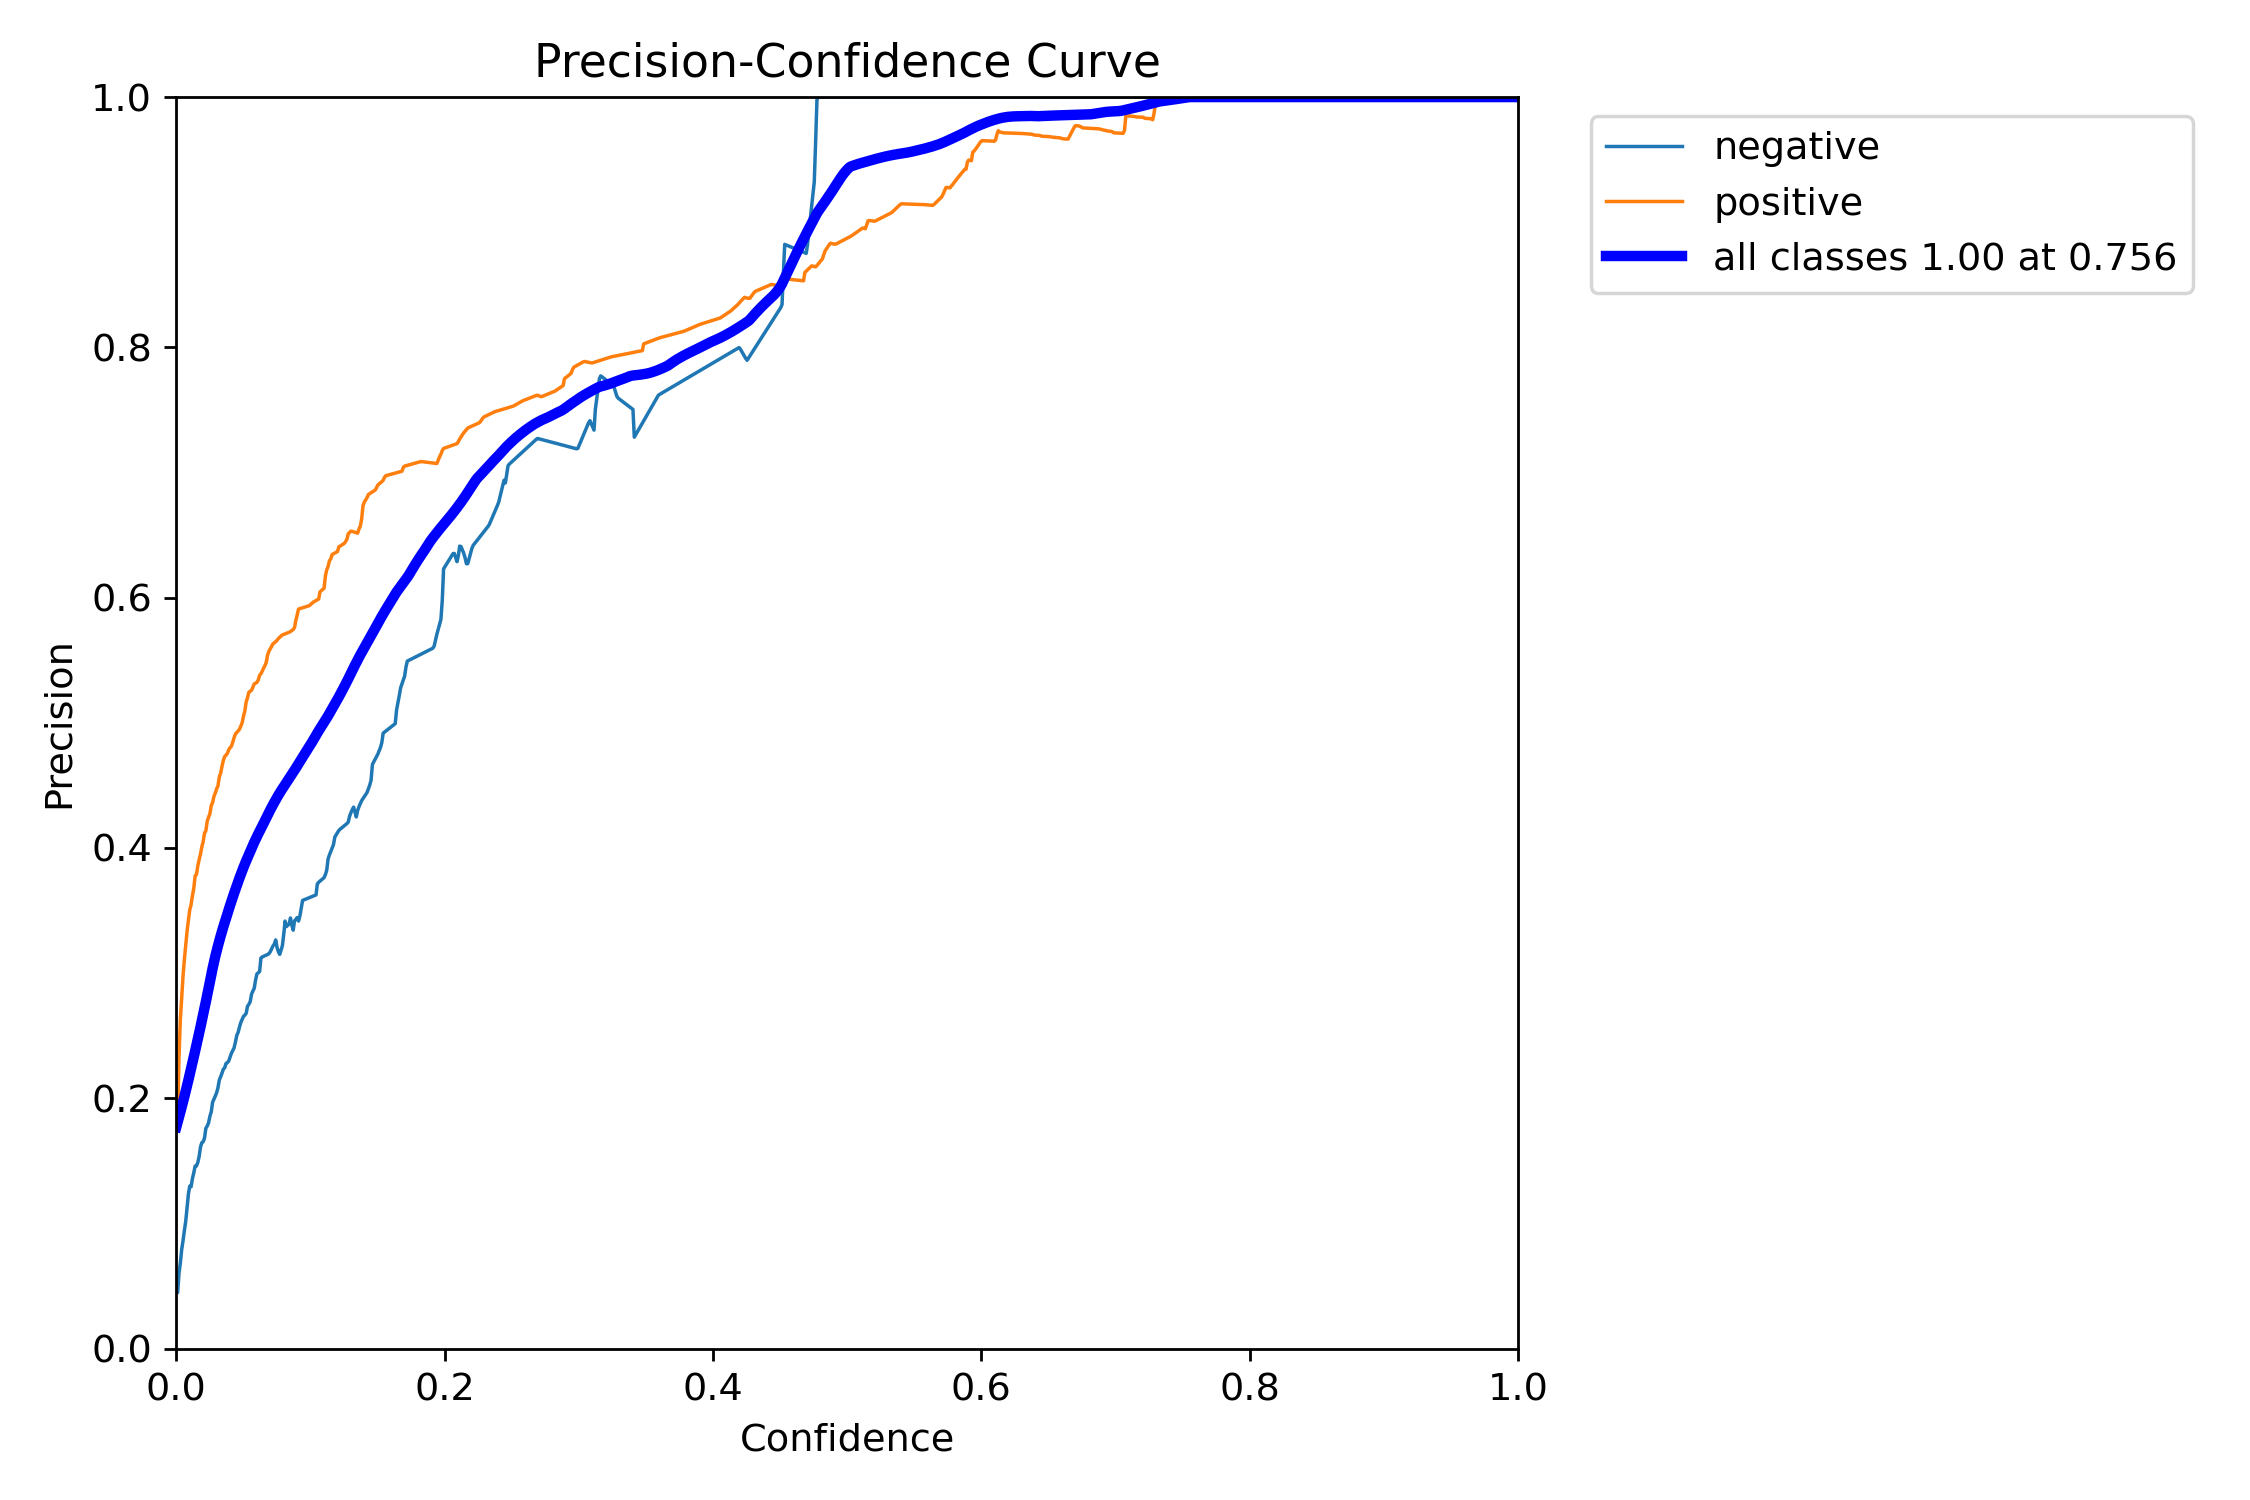 Precision-Confidence Curve
1.0
0.8
0.6
0.4
0.2
0.0
Precision
0.0 0.2 0.4 0.6 0.8 1.0
Confidence
negative
positive
all classes 1.00 at 0.756